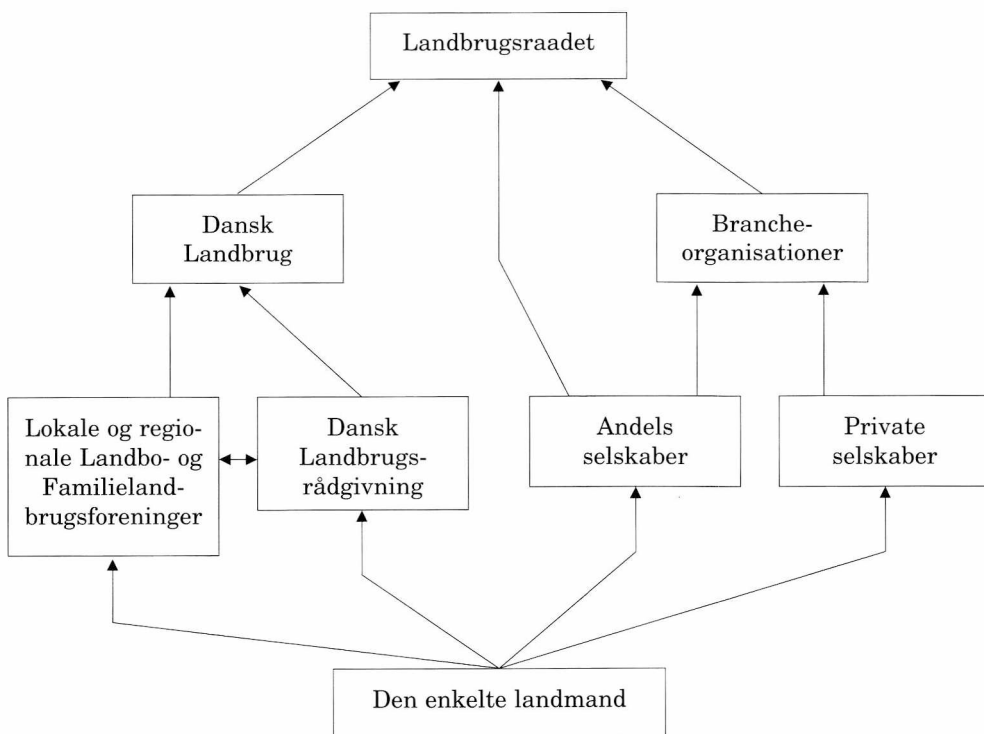 Landbrugsraadet
Dansk
Landbrug
Branche-
organisationer
Lokale og regio-
nale Landbo- og
Familieland-
brugsforeninger
Dansk
Landbrugs-
rådgivning
Andels
selskaber
Private
selskaber
Den enkelte landmand